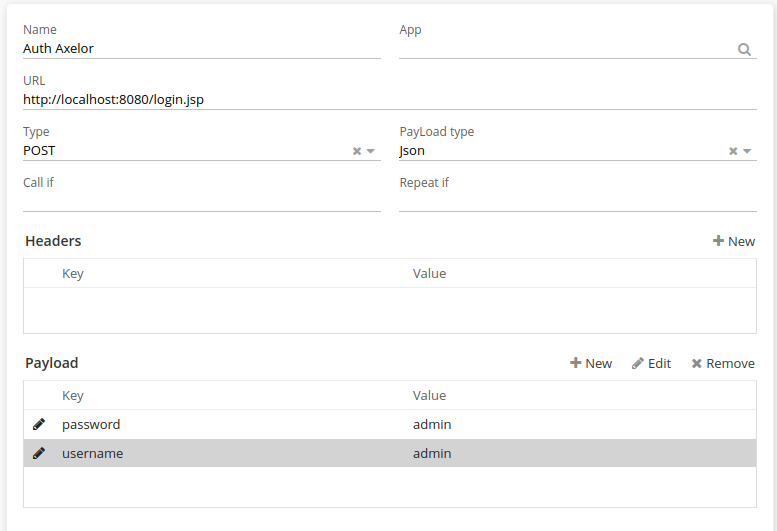 Name
App
Auth Axelor
URL
http://localhost:8080/login.jsp
Type
PayLoad type
POST
Json
Call if
Repeat if
Headers
New
Key
Value
Payload
New
Edit
Remove
Key
Value
password
admin
username
admin